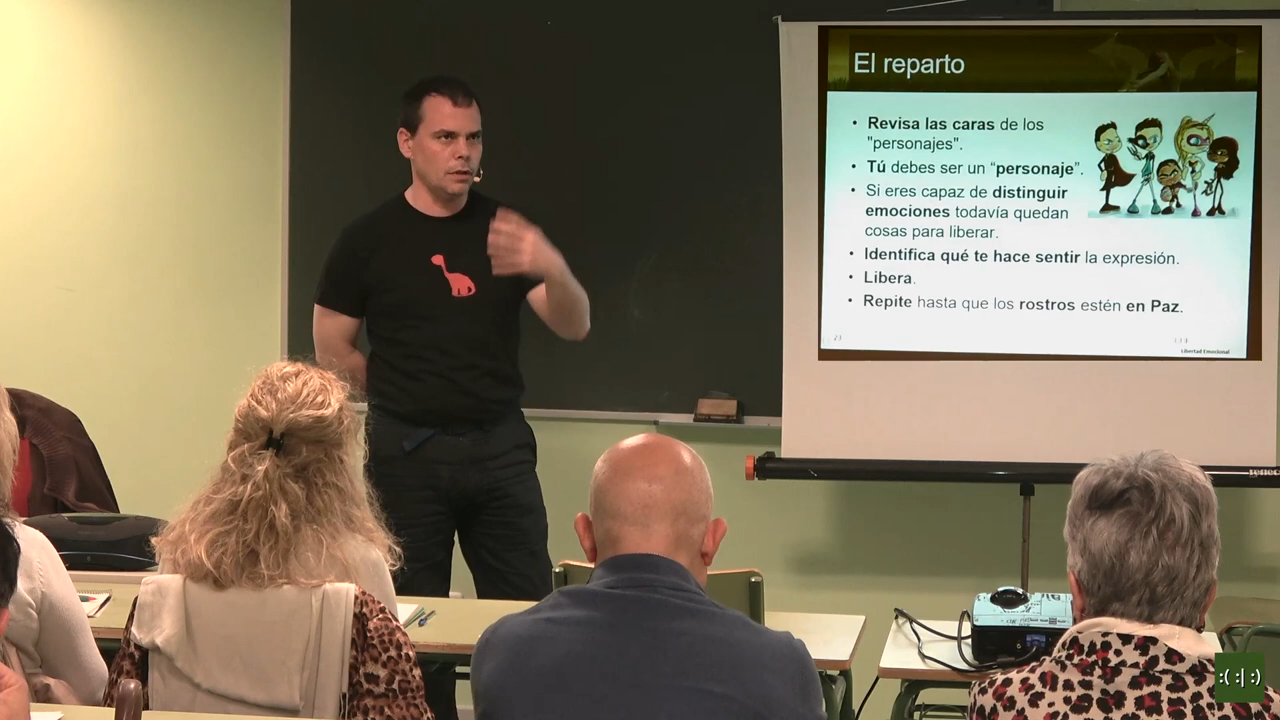 El reparto
• Revisa las caras de los
"personajes".
• Tú debes ser un “personaje”.
• Si eres capaz de distinguir
emociones todavía quedan
cosas para liberar.
• Identifica qué te hace sentir la expresión.
• Libera.
• Repite hasta que los rostros estén en Paz.
23
Libertad Emocional
:( :| :)